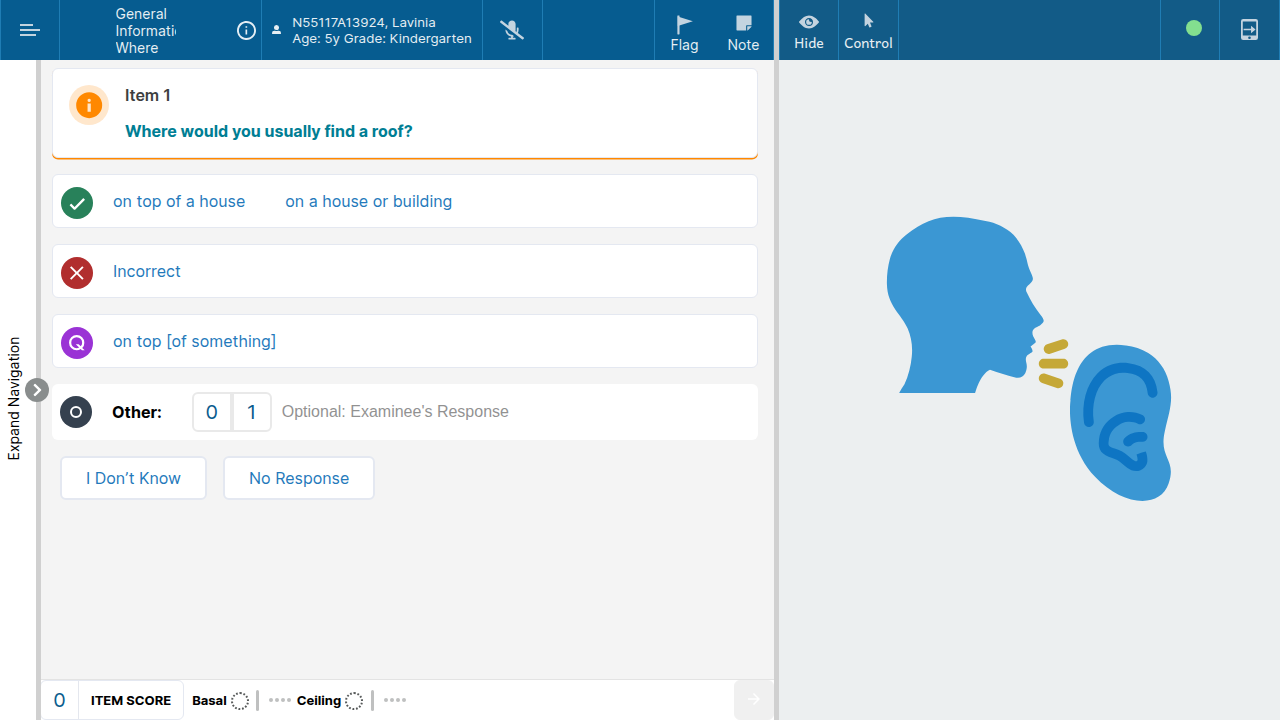 General
Informati
Where
N55117A13924, Lavinia
Age: 5y Grade: Kindergarten
Flag
Note
Hide
Control
Item 1
Where would you usually find a roof?
on top of a house on a house or building
Incorrect
Q on top [of something]
Other: 0 1 Optional: Examinee's Response
I Don’t Know No Response
Expand Navigation
0 ITEM SCORE Basal Ceiling